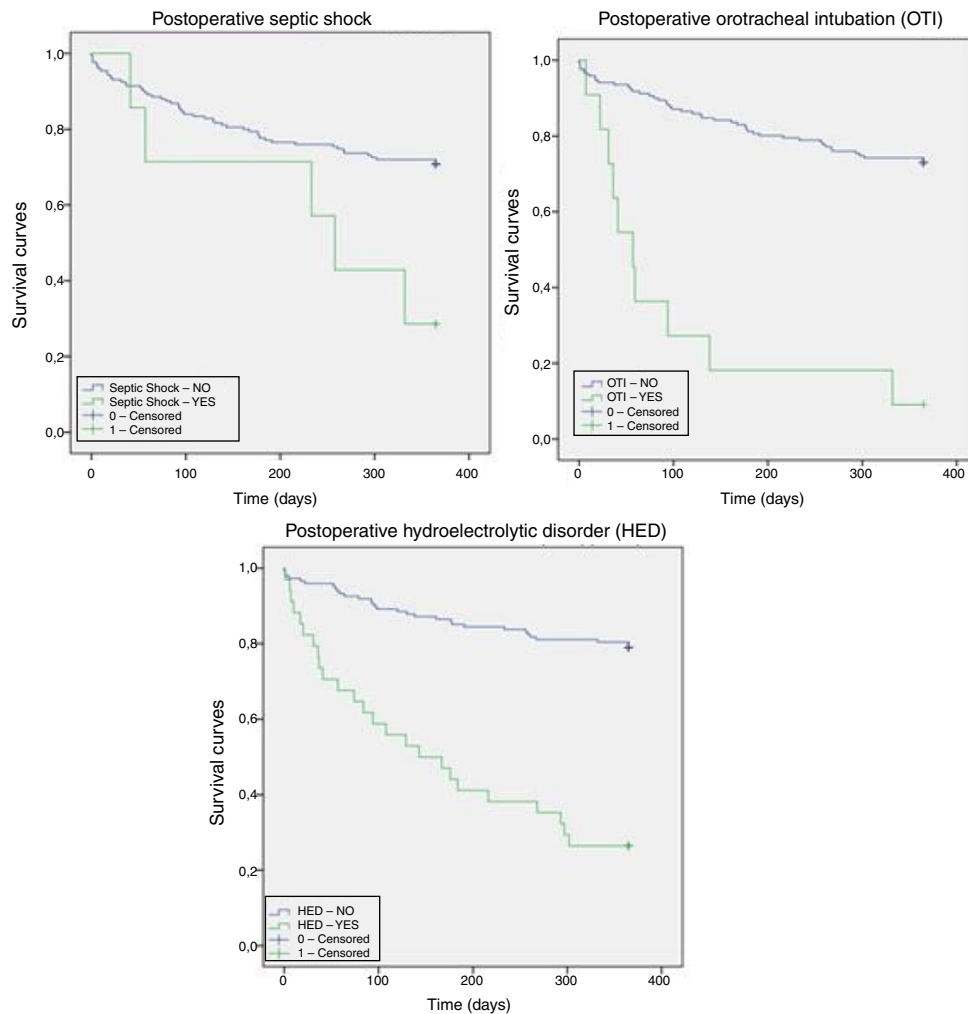 Postoperative septic shock
1,0
0,8
0,6
0,4
0,2
0,0
Survival curves
Septic Shock – NO
Septic Shock – YES
0 – Censored
1 – Censored
0 100 200 300 400
Time (days)
Postoperative orotracheal intubation (OTI)
1,0
0,8
0,6
0,4
0,2
0,0
Survival curves
OTI – NO
OTI – YES
0 – Censored
1 – Censored
0 100 200 300 400
Time (days)
Postoperative hydroelectrolytic disorder (HED)
1,0
0,8
0,6
0,4
0,2
0,0
Survival curves
HED – NO
HED – YES
0 – Censored
1 – Censored
0 100 200 300 400
Time (days)